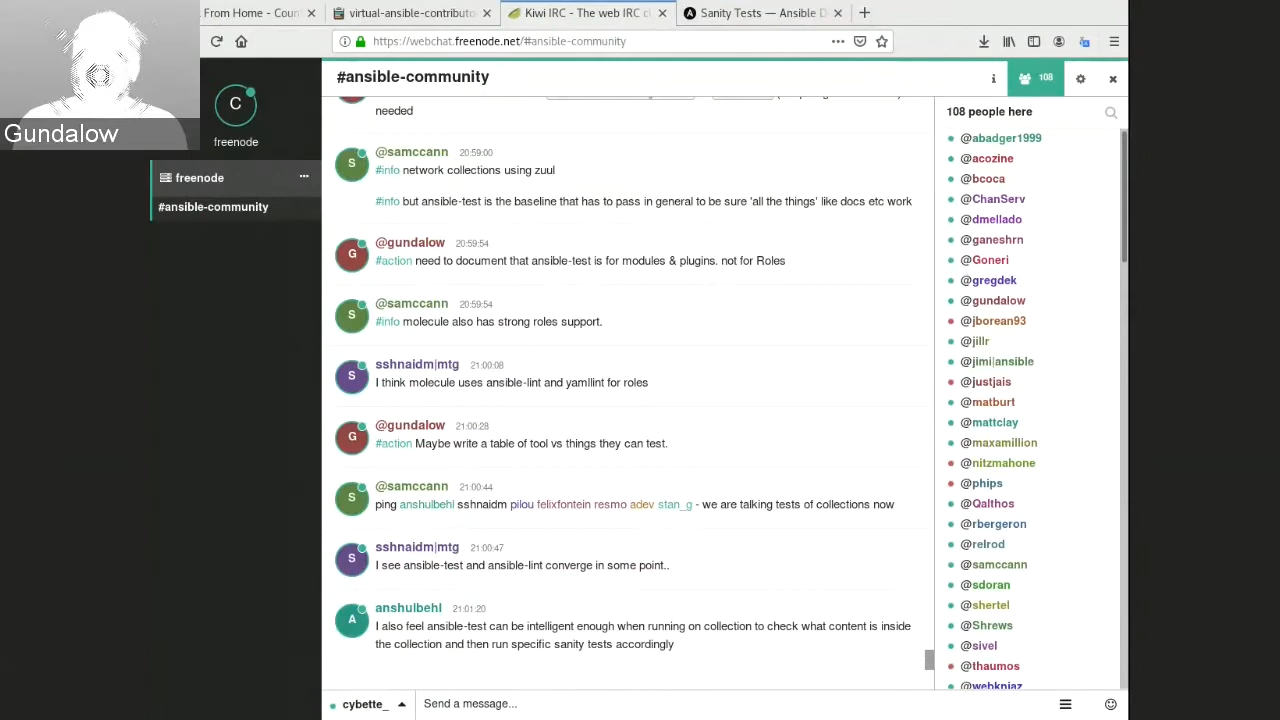 From Home - Coun
virtual-ansible-contributo
Kiwi IRC - The web IRC cl
Sanity Tests — Ansible D
https://webchat.freenode.net/#ansible-community
Gundalow
C
freenode
freenode
#ansible-community
#ansible-community
108
needed
@samccann 20:59:00
#info network collections using zuul
#info but ansible-test is the baseline that has to pass in general to be sure 'all the things' like docs etc work
@gundalow 20:59:54
#action need to document that ansible-test is for modules & plugins. not for Roles
@samccann 20:59:54
#info molecule also has strong roles support.
sshnaidm|mtg 21:00:08
I think molecule uses ansible-lint and yamllint for roles
@gundalow 21:00:28
#action Maybe write a table of tool vs things they can test.
@samccann 21:00:44
ping anshulbehl sshnaidm pilou felixfontein resmo adev stan_g - we are talking tests of collections now
sshnaidm|mtg 21:00:47
I see ansible-test and ansible-lint converge in some point..
anshulbehl 21:01:20
I also feel ansible-test can be intelligent enough when running on collection to check what content is inside
the collection and then run specific sanity tests accordingly
S
G
S
S
G
S
S
A
cybette_
Send a message...
108 people here
@abadger1999
@acozine
@bcoca
@ChanServ
@dmellado
@ganeshrn
@Goneri
@gregdek
@gundalow
@jborean93
@jillr
@jimi|ansible
@justjais
@matburt
@mattclay
@maxamillion
@nitzmahone
@phips
@Qalthos
@rbergeron
@relrod
@samccann
@sdoran
@shertel
@Shrews
@sivel
@thaumos
@webknjaz